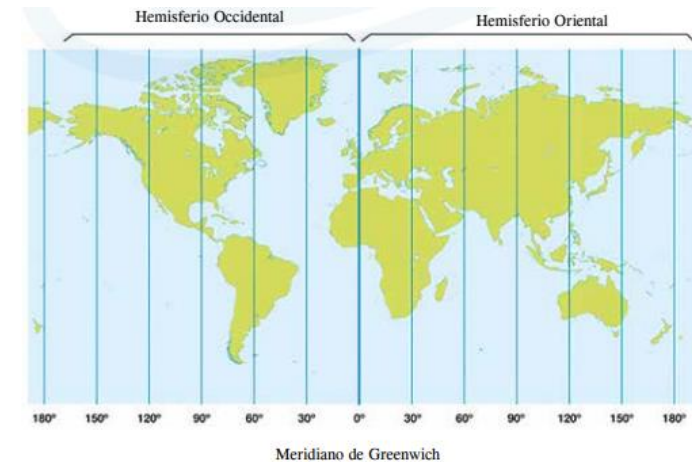 Hemisferio Occidental
Hemisferio Oriental
180° 150° 120° 90° 60° 30° 0° 30° 60° 90° 120° 150° 180°
Meridiano de Greenwich